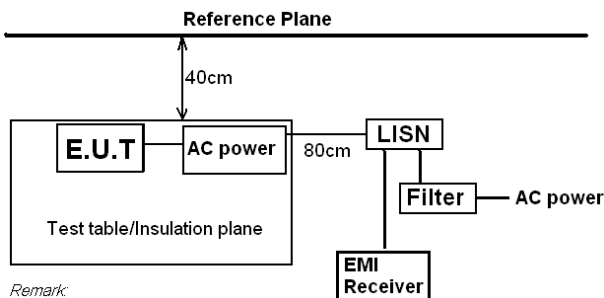 Reference Plane
40cm
E.U.T
AC power
80cm
LISN
Filter
AC power
Test table/Insulation plane
EMI
Receiver
Remark: